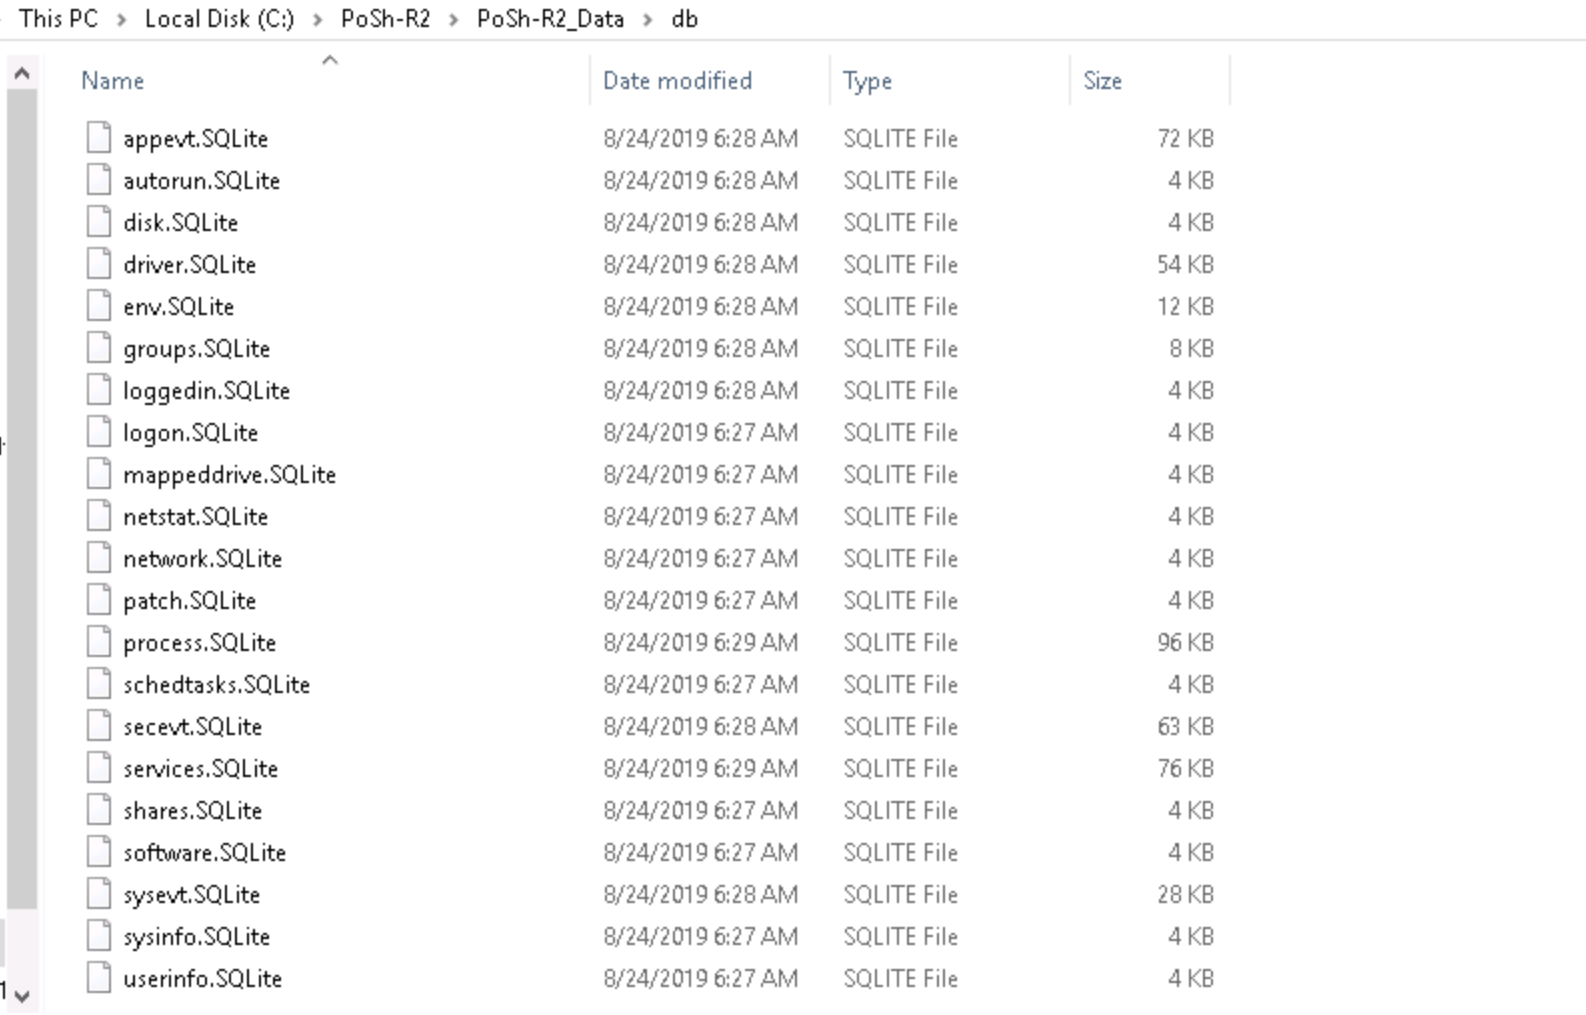 This PC > Local Disk (C:) > PoSh-R2 > PoSh-R2_Data > db
Name Date modified Type Size
appevt.SQLite 8/24/2019 6:28 AM SQLITE File 72 KB
autorun.SQLite 8/24/2019 6:28 AM SQLITE File 4 KB
disk.SQLite 8/24/2019 6:28 AM SQLITE File 4 KB
driver.SQLite 8/24/2019 6:28 AM SQLITE File 54 KB
env.SQLite 8/24/2019 6:28 AM SQLITE File 12 KB
groups.SQLite 8/24/2019 6:28 AM SQLITE File 8 KB
loggedin.SQLite 8/24/2019 6:28 AM SQLITE File 4 KB
logon.SQLite 8/24/2019 6:27 AM SQLITE File 4 KB
mappeddrive.SQLite 8/24/2019 6:27 AM SQLITE File 4 KB
netstat.SQLite 8/24/2019 6:27 AM SQLITE File 4 KB
network.SQLite 8/24/2019 6:27 AM SQLITE File 4 KB
patch.SQLite 8/24/2019 6:27 AM SQLITE File 4 KB
process.SQLite 8/24/2019 6:29 AM SQLITE File 96 KB
schedtasks.SQLite 8/24/2019 6:27 AM SQLITE File 4 KB
secevt.SQLite 8/24/2019 6:28 AM SQLITE File 63 KB
services.SQLite 8/24/2019 6:29 AM SQLITE File 76 KB
shares.SQLite 8/24/2019 6:27 AM SQLITE File 4 KB
software.SQLite 8/24/2019 6:27 AM SQLITE File 4 KB
sysevt.SQLite 8/24/2019 6:28 AM SQLITE File 28 KB
sysinfo.SQLite 8/24/2019 6:27 AM SQLITE File 4 KB
userinfo.SQLite 8/24/2019 6:27 AM SQLITE File 4 KB